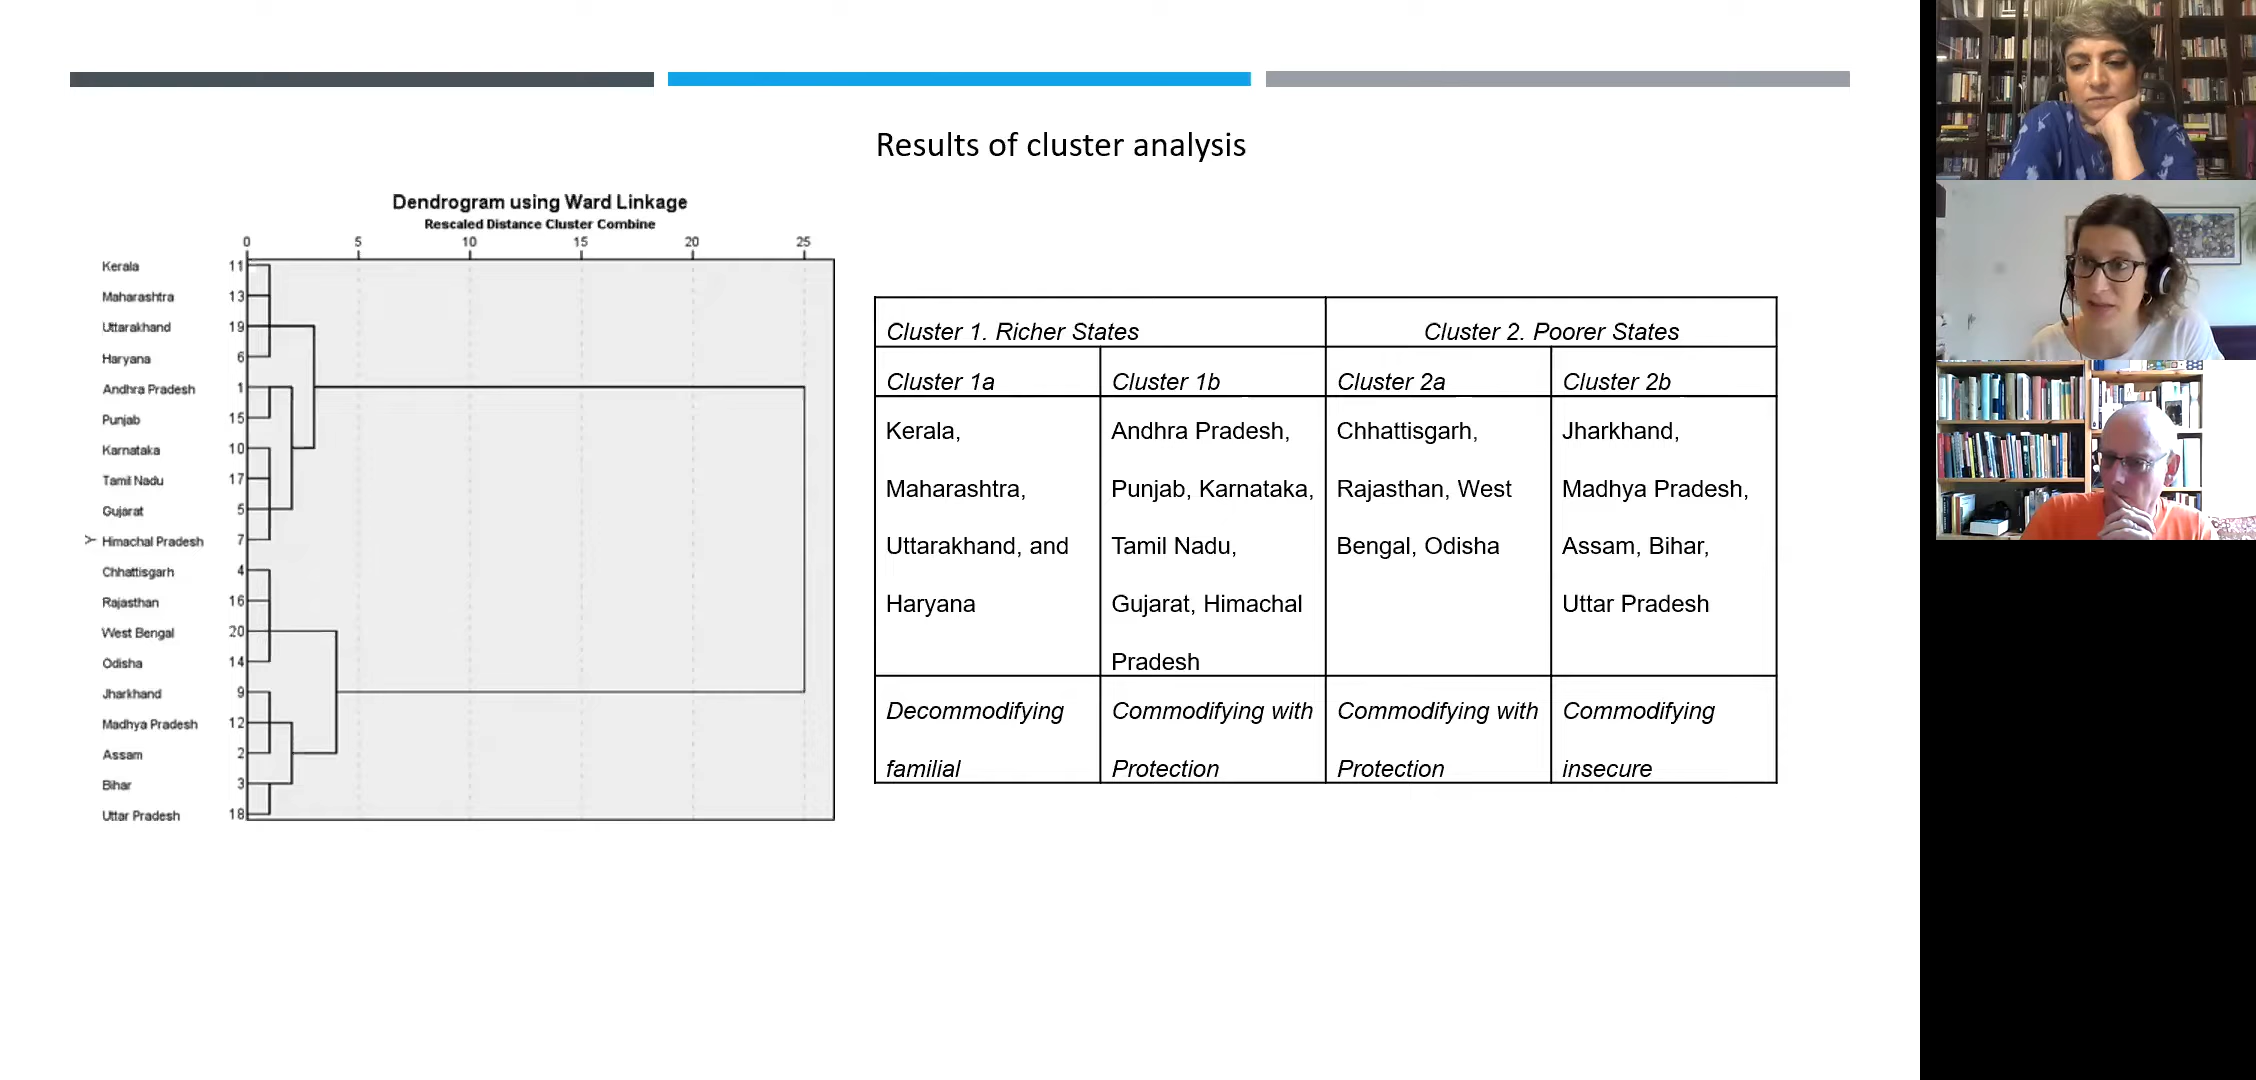 Results of cluster analysis
Dendrogram using Ward Linkage
Rescaled Distance Cluster Combine
0 5 10 15 20 25
Kerala 11
Maharashtra 13
Uttarakhand 19
Haryana 6
Andhra Pradesh 1
Punjab 15
Karnataka 10
Tamil Nadu 17
Gujarat 5
Y Himachal Pradesh 7
Chhattisgarh 4
Rajasthan 16
West Bengal 20
Odisha 14
Jharkhand 9
Madhya Pradesh 12
Assam 2
Bihar 3
Uttar Pradesh 18
Cluster 1. Richer States
Cluster 2. Poorer States
Cluster 1a
Cluster 1b
Cluster 2a
Cluster 2b
Kerala,
Maharashtra,
Uttarakhand, and
Haryana
Andhra Pradesh,
Punjab, Karnataka,
Tamil Nadu,
Gujarat, Himachal
Pradesh
Chhattisgarh,
Rajasthan, West
Bengal, Odisha
Jharkhand,
Madhya Pradesh,
Assam, Bihar,
Uttar Pradesh
Decommodifying
familial
Commodifying with
Protection
Commodifying with
Protection
Commodifying
insecure